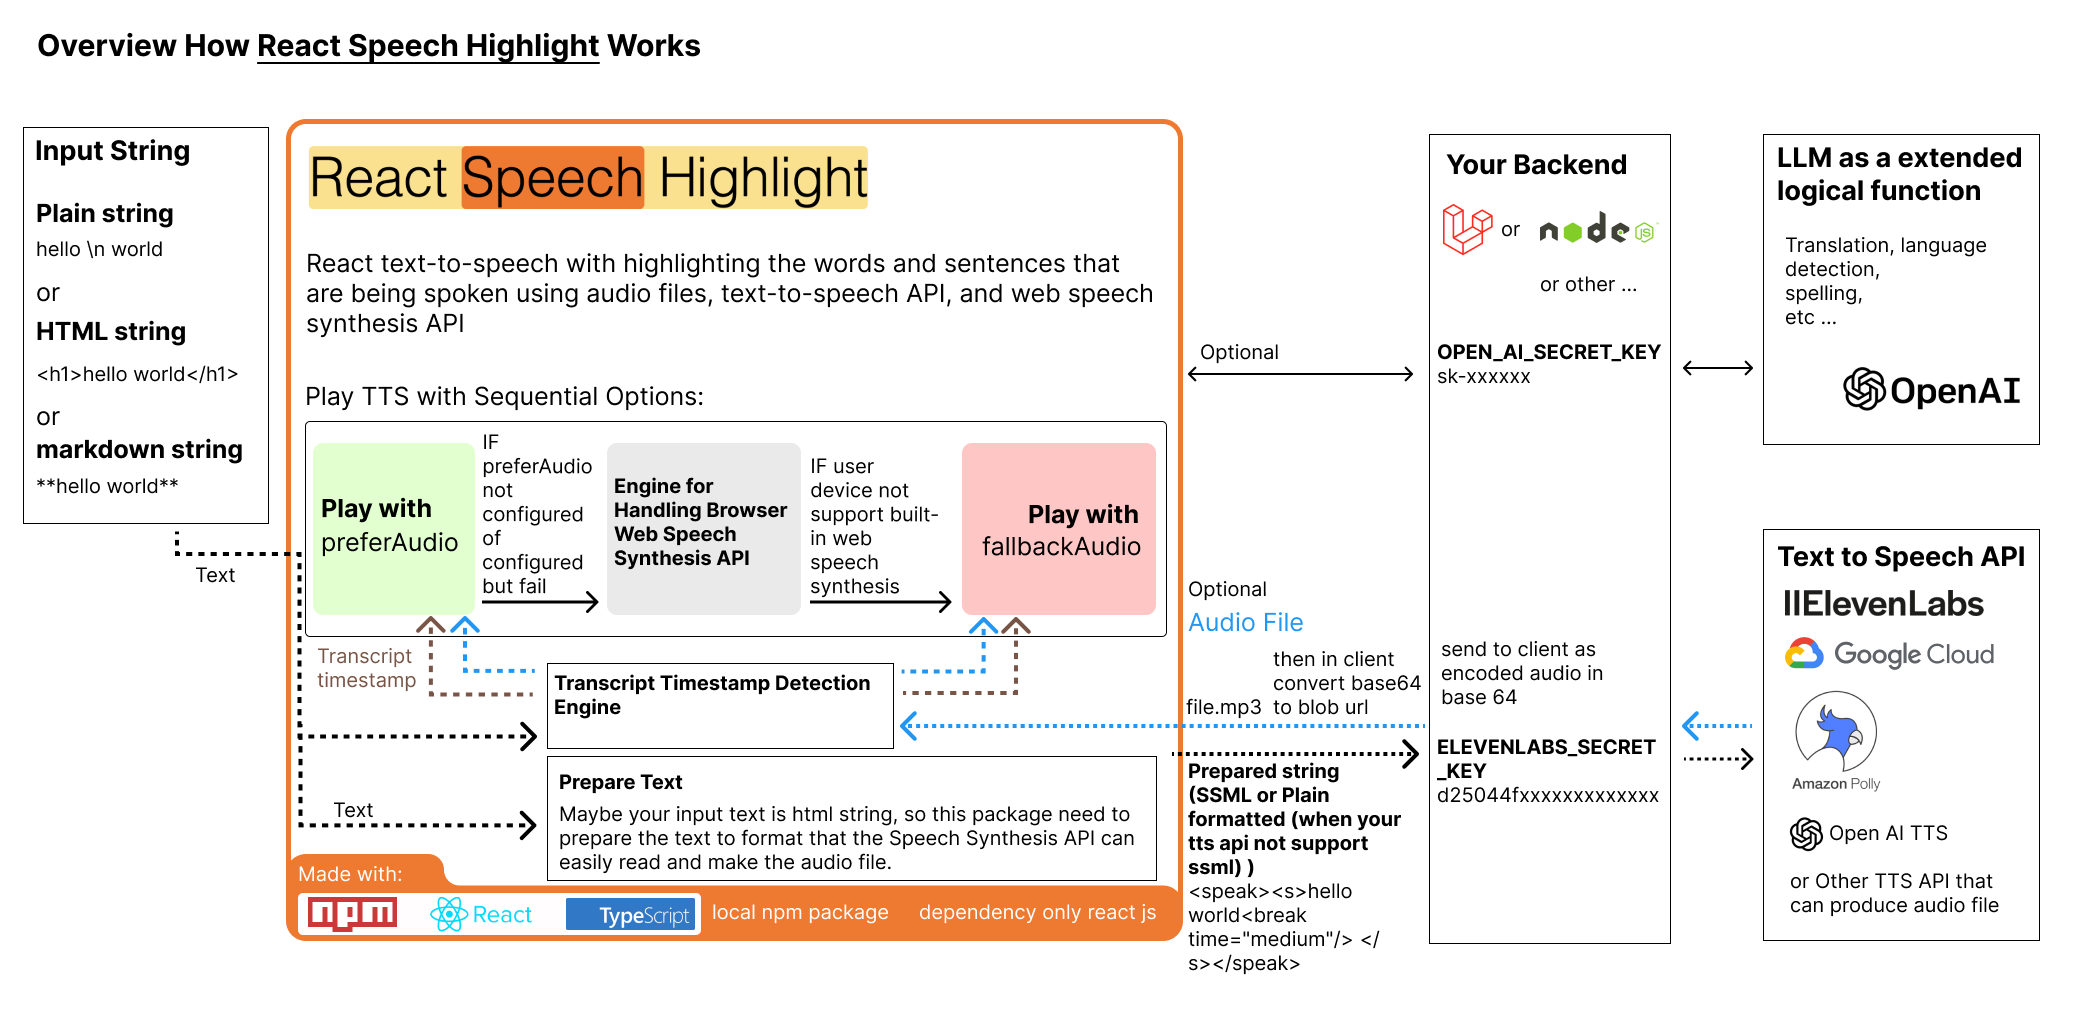 Overview How React Speech Highlight Works
Input String
Plain string
hello \n world
or
HTML string
<h1>hello world</h1>
or
markdown string
**hello world**
Text
React Speech Highlight
React text-to-speech with highlighting the words and sentences that
are being spoken using audio files, text-to-speech API, and web speech
synthesis API
Play TTS with Sequential Options:
Play with
preferAudio
IF
preferAudio
not
configured
of
configured
but fail
Engine for
Handling Browser
Web Speech
Synthesis API
IF user
device not
support built-
in web
speech
synthesis
Play with
fallbackAudio
Transcript
timestamp
Transcript Timestamp Detection
Engine
Text
Prepare Text
Maybe your input text is html string, so this package need to
prepare the text to format that the Speech Synthesis API can
easily read and make the audio file.
Made with:
npm
React
TypeScript
local npm package
dependency only react js
Optional
Optional
Audio File
then in client
convert base64
to blob url
file.mp3
Prepared string
(SSML or Plain
formatted (when your
tts api not support
ssml) )
<speak><s>hello
world<break
time="medium"/> </
s></speak>
Your Backend
or
node
JS
or other ...
OPEN_AI_SECRET_KEY
sk-xxxxxx
send to client as
encoded audio in
base 64
ELEVENLABS_SECRET
_KEY
d25044fxxxxxxxxxxxxx
LLM as a extended
logical function
Translation, language
detection,
spelling,
etc ...
OpenAI
Text to Speech API
IIElevenLabs
Google Cloud
Amazon Polly
Open AI TTS
or Other TTS API that
can produce audio file